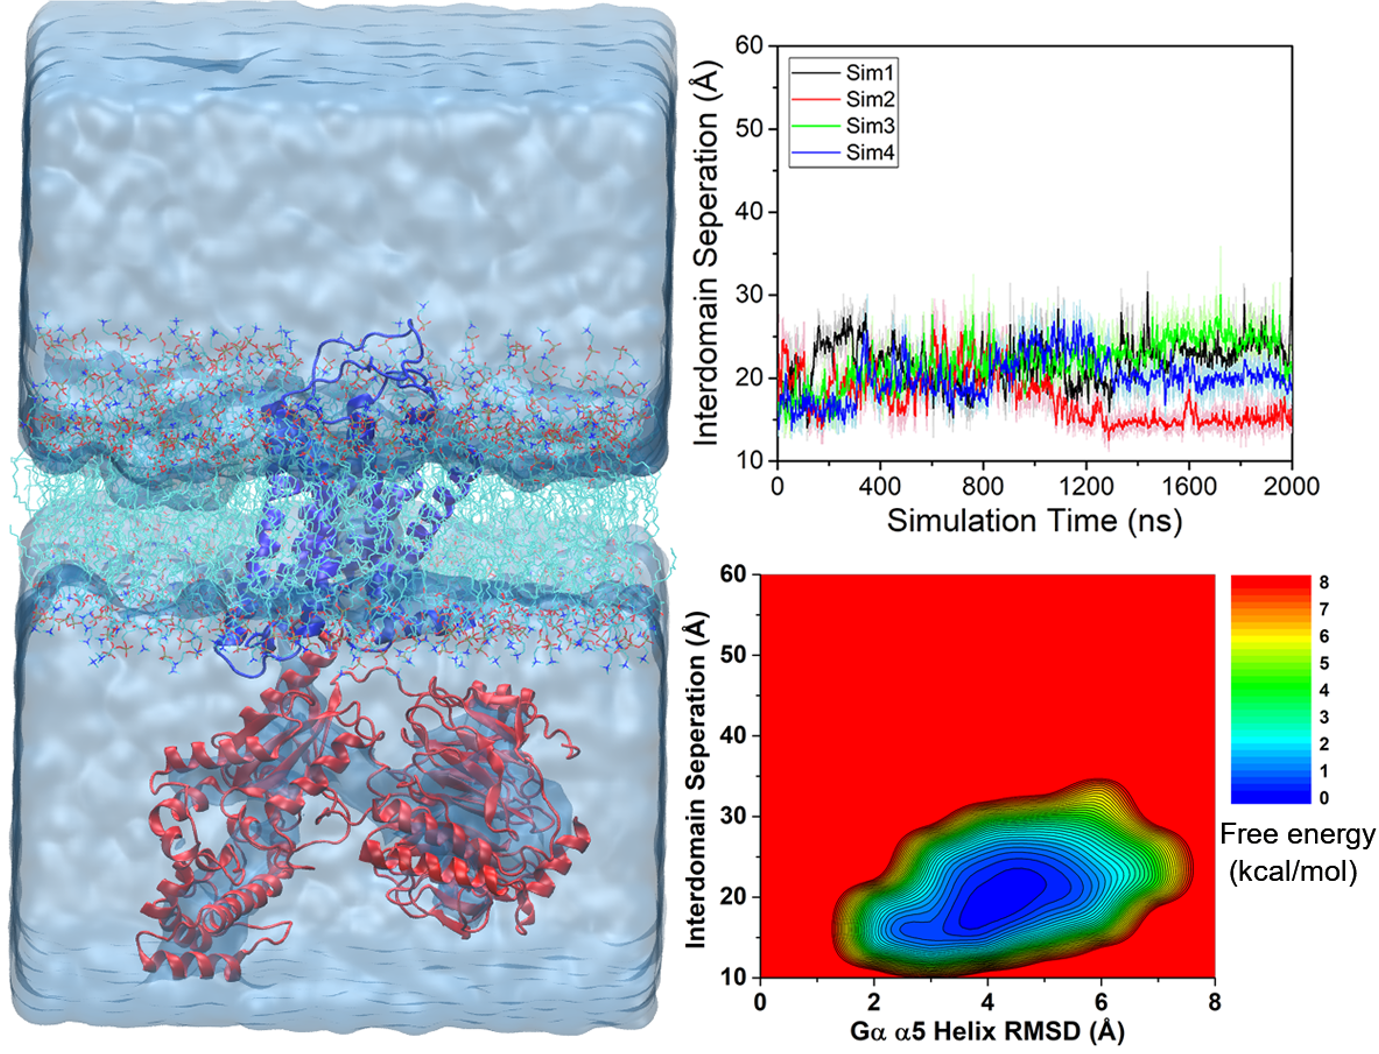 60
50
40
30
20
10
Interdomain Seperation (Å)
Sim1
Sim2
Sim3
Sim4
0 400 800 1200 1600 2000
Simulation Time (ns)
60
50
40
30
20
10
Interdomain Seperation (Å)
0 2 4 6 8
Gα α5 Helix RMSD (Å)
8
7
6
5
4
3
2
1
0
Free energy
(kcal/mol)